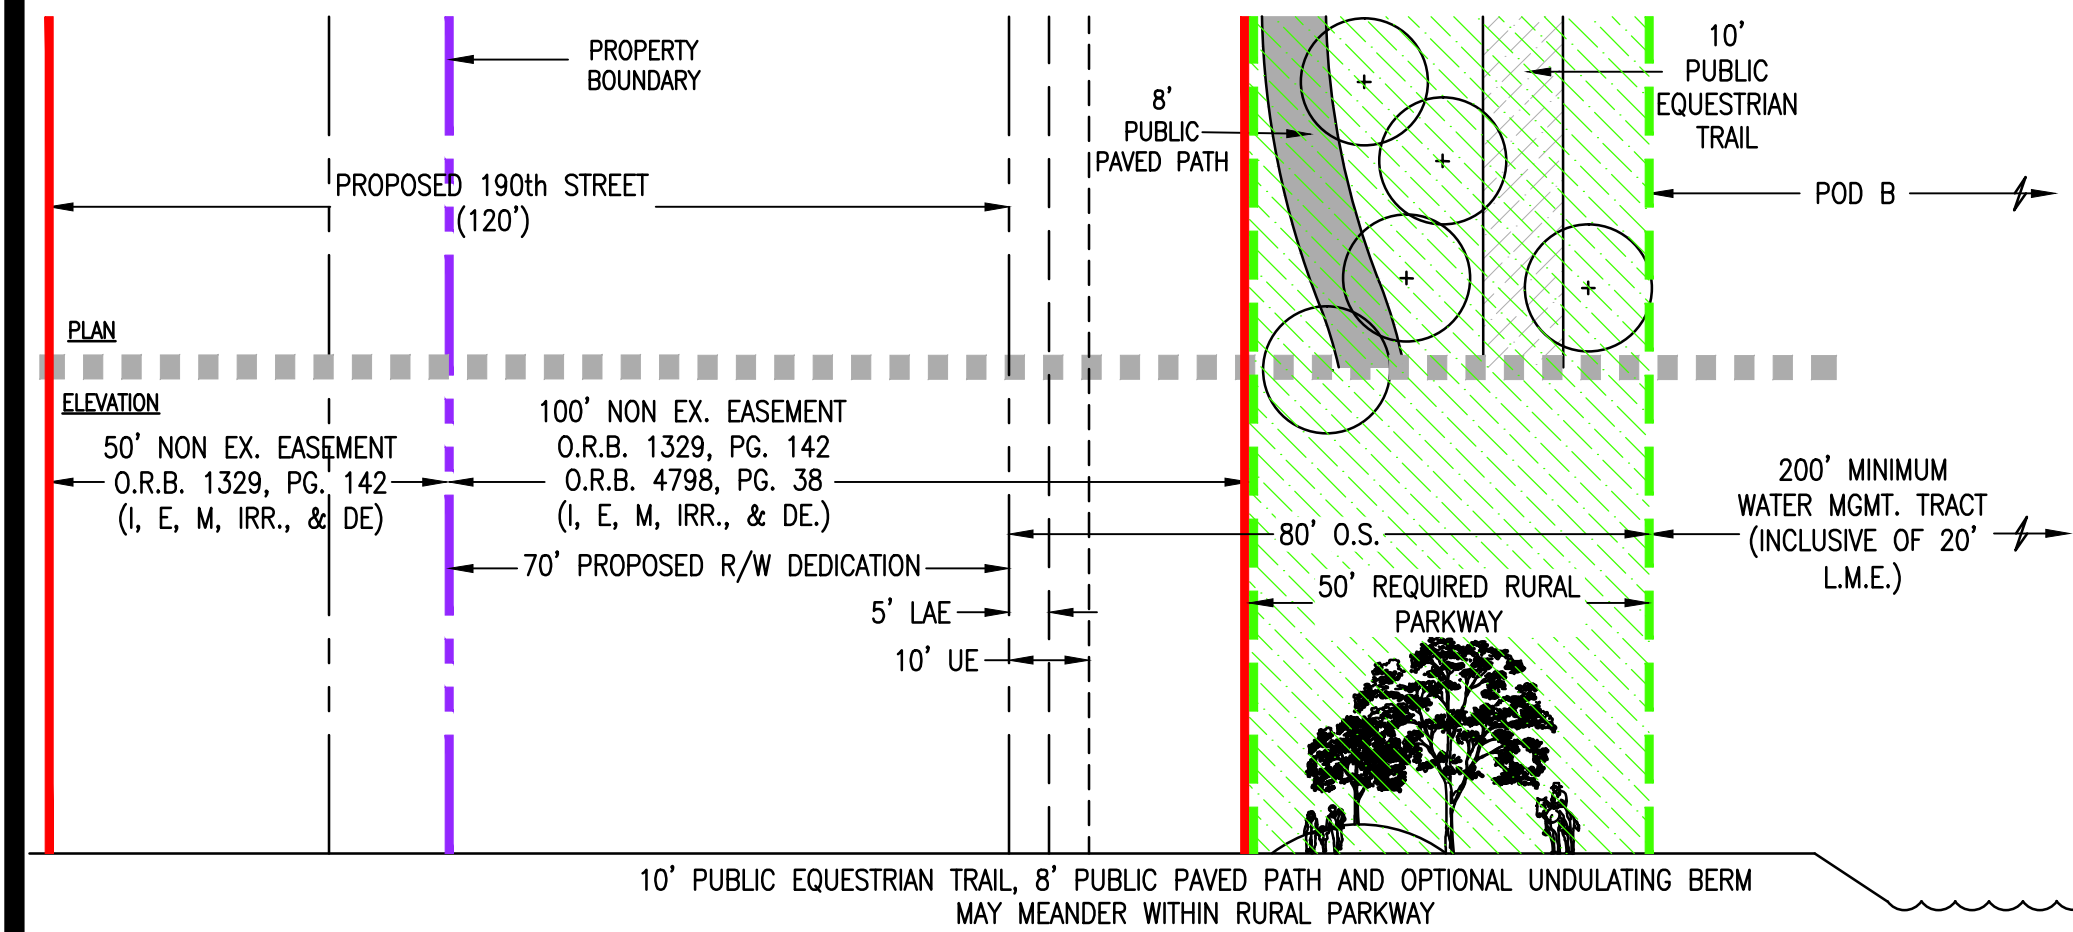 PROPERTY
BOUNDARY
8'
PUBLIC
PAVED PATH
10'
PUBLIC
EQUESTRIAN
TRAIL
PROPOSED 190th STREET
(120')
POD B
PLAN
ELEVATION
50' NON EX. EASEMENT
O.R.B. 1329, PG. 142
(I, E, M, IRR., & DE)
100' NON EX. EASEMENT
O.R.B. 1329, PG. 142
O.R.B. 4798, PG. 38
(I, E, M, IRR., & DE.)
200' MINIMUM
WATER MGMT. TRACT
(INCLUSIVE OF 20'
L.M.E.)
80' O.S.
70' PROPOSED R/W DEDICATION
50' REQUIRED RURAL
PARKWAY
5' LAE
10' UE
10' PUBLIC EQUESTRIAN TRAIL, 8' PUBLIC PAVED PATH AND OPTIONAL UNDULATING BERM
MAY MEANDER WITHIN RURAL PARKWAY